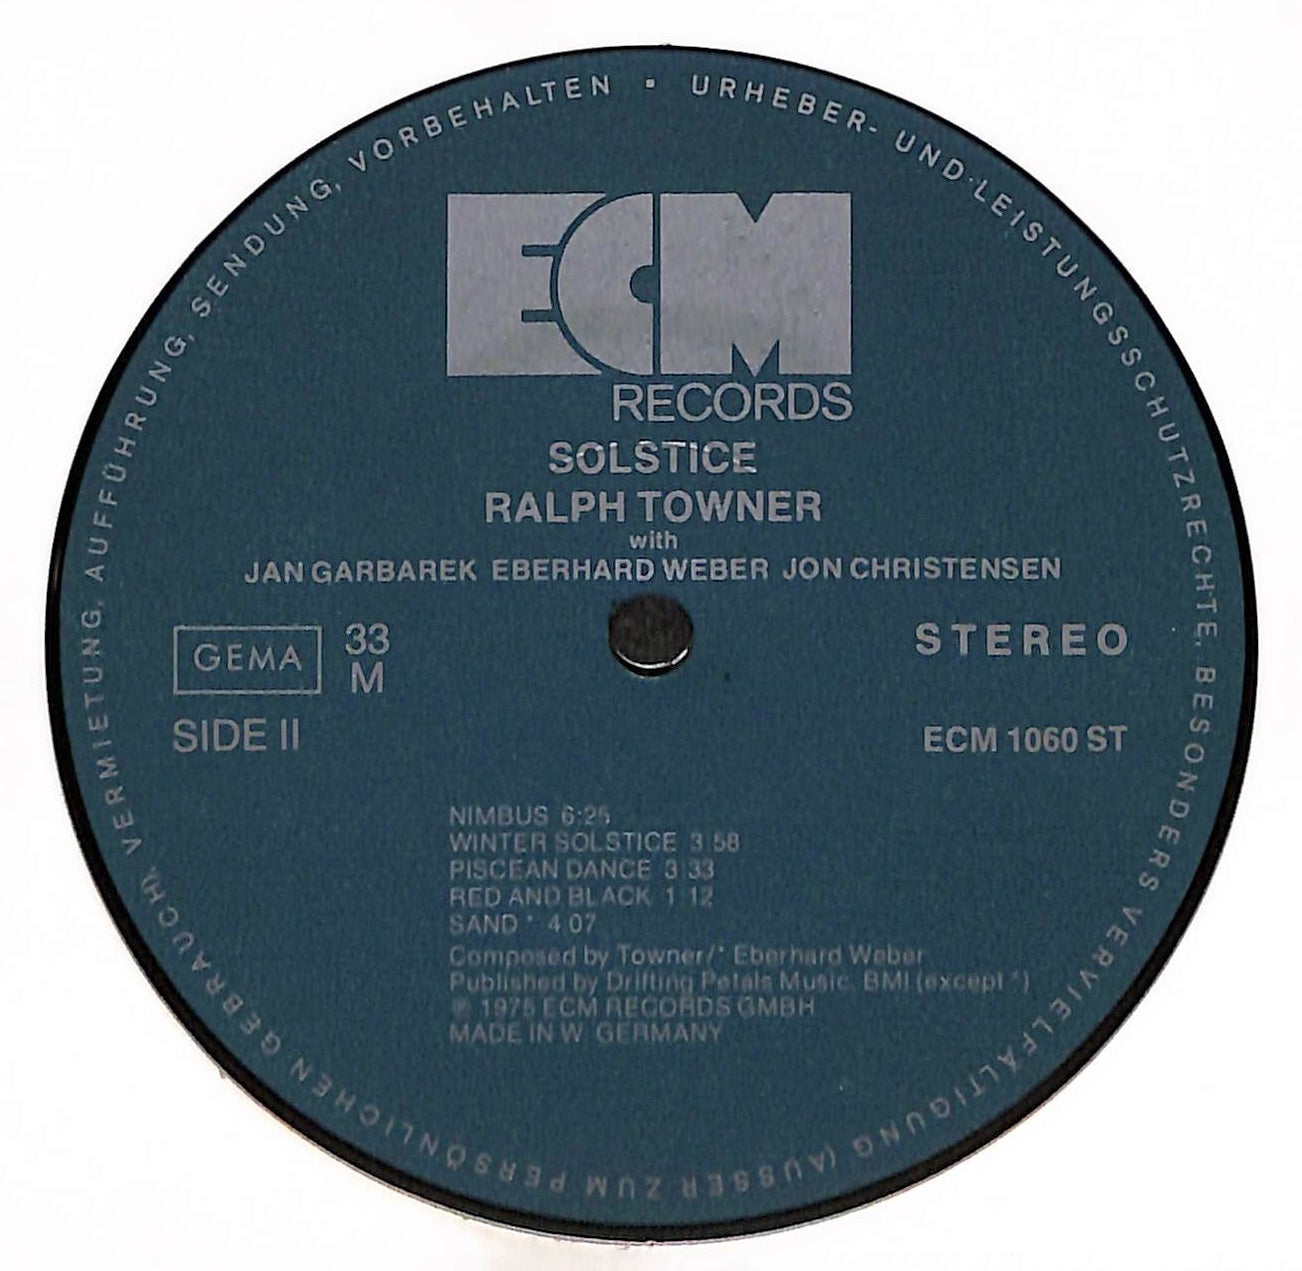 URHEBER- UND LEISTUNGSSCHUTZRECHTE, BESONDERS VERVIELFÄLTIGUNG (AUSSER ZUM PERSÖNLICHEN GEBRAUCH), VERMIETUNG, AUFFÜHRUNG, SENDUNG, VORBEHALTEN ·
ECM
RECORDS
SOLSTICE
RALPH TOWNER
with
JAN GARBAREK EBERHARD WEBER JON CHRISTENSEN
GEMA
33
M
STEREO
SIDE II
ECM 1060 ST
NIMBUS 6:25
WINTER SOLSTICE 3:58
PISCEAN DANCE 3:33
RED AND BLACK 1:12
SAND * 4:07
Composed by Towner/* Eberhard Weber
Published by Drifting Petals Music, BMI (except *)
℗ 1975 ECM RECORDS GMBH
MADE IN W. GERMANY